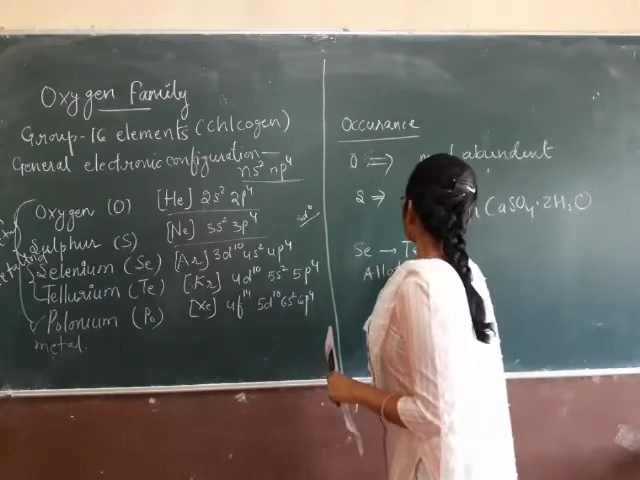 Oxygen Family
Group-16 elements (chlcogen)
General electronic configuration —
ns² np⁴
Oxygen (O) [He] 2s² 2p⁴
Sulphur (S) [Ne] 3s² 3p⁴
Selenium (Se) [Ar] 3d¹⁰ 4s² 4p⁴
Tellurium (Te) [Kr] 4d¹⁰ 5s² 5p⁴
Polonium (Po) [Xe] 4f¹⁴ 5d¹⁰ 6s² 6p⁴
metal.
Occurance
O ⇒ abundent
S ⇒ CaSO₄·2H₂O
Se →